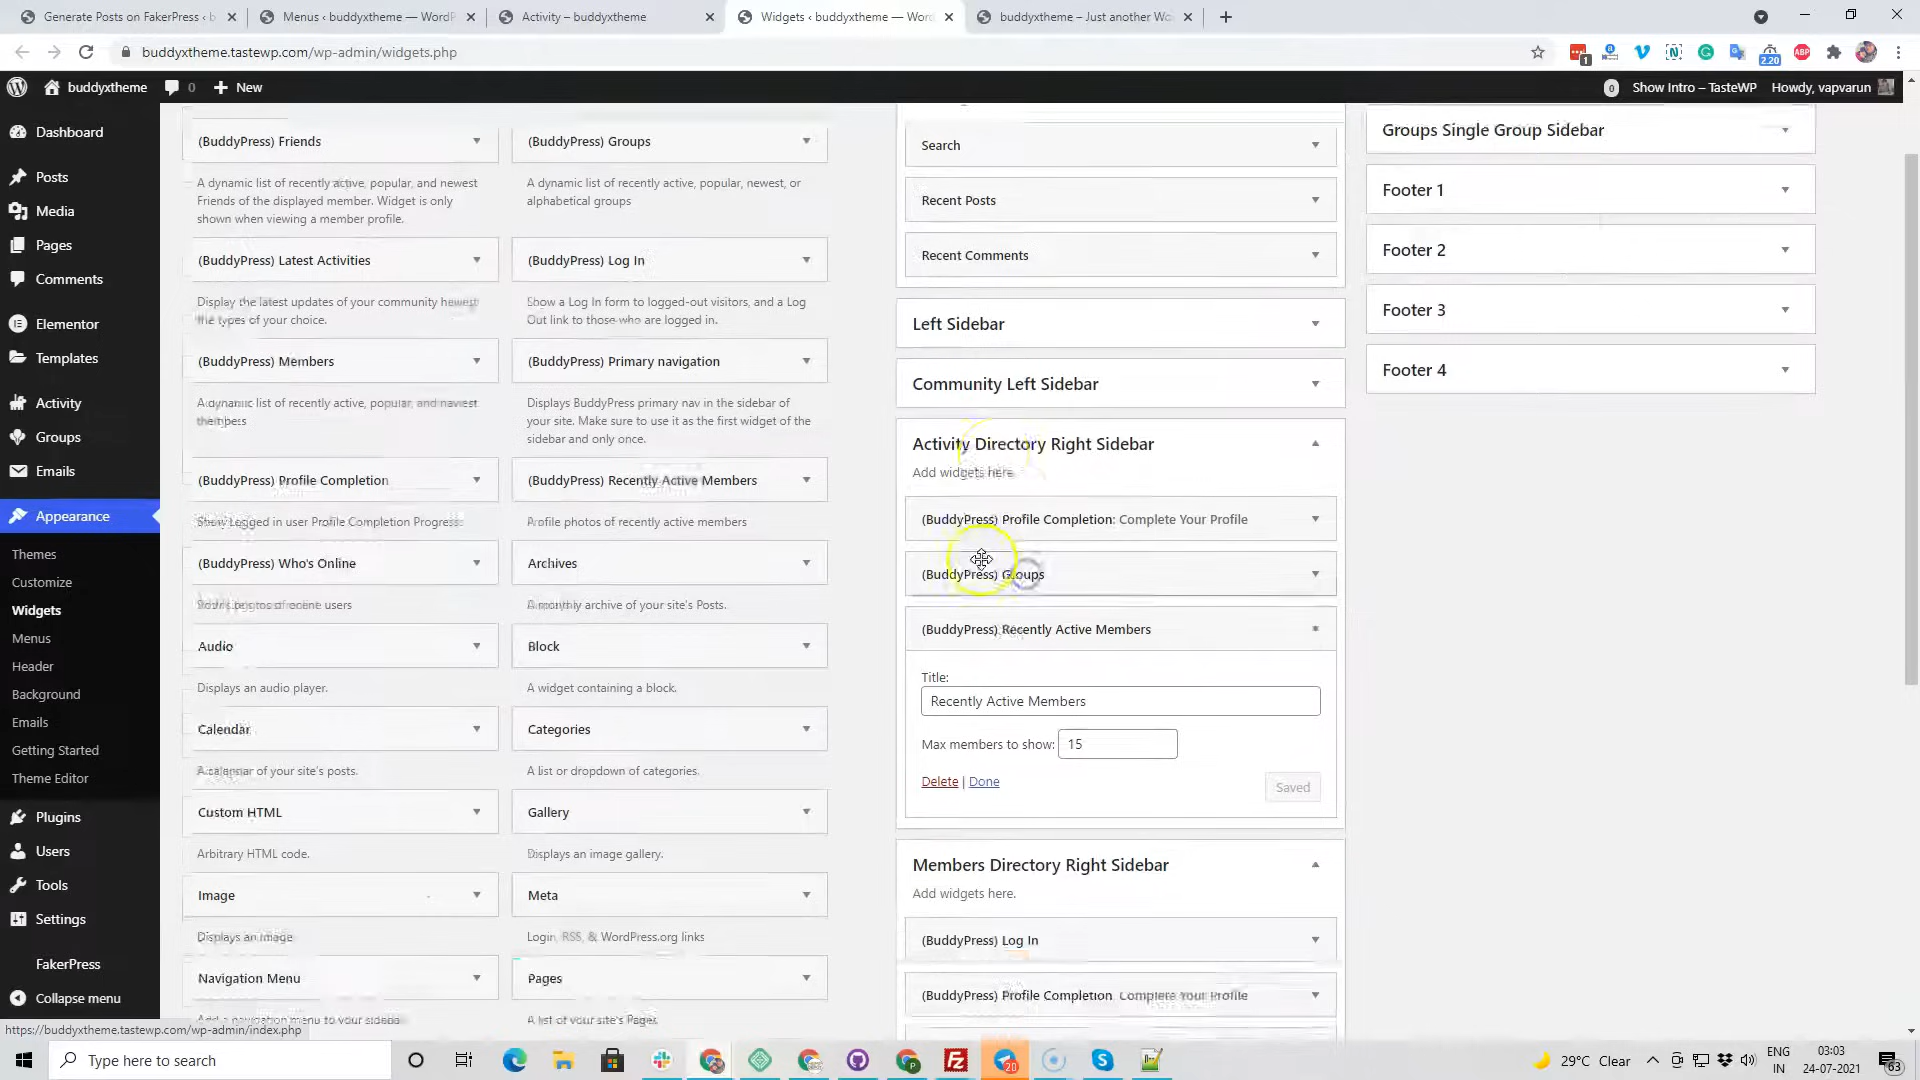 Generate Posts on FakerPress ‹ b
Menus ‹ buddyxtheme — WordP
Activity – buddyxtheme
Widgets ‹ buddyxtheme — Word
buddyxtheme – Just another Wo
buddyxtheme.tastewp.com/wp-admin/widgets.php
1
2.20
ABP
buddyxtheme
0
New
0
Show Intro – TasteWP
Howdy, vapvarun
Dashboard
Posts
Media
Pages
Comments
Elementor
Templates
Activity
Groups
Emails
Appearance
Themes
Customize
Widgets
Menus
Header
Background
Emails
Getting Started
Theme Editor
Plugins
Users
Tools
Settings
FakerPress
Collapse menu
https://buddyxtheme.tastewp.com/wp-admin/index.php
(BuddyPress) Friends
A dynamic list of recently active, popular, and newest
Friends of the displayed member. Widget is only
shown when viewing a member profile.
(BuddyPress) Groups
A dynamic list of recently active, popular, newest, or
alphabetical groups
(BuddyPress) Latest Activities
Display the latest updates of your community
the types of your choice.
(BuddyPress) Log In
Show a Log In form to logged-out visitors, and a Log
Out link to those who are logged in.
(BuddyPress) Members
A dynamic list of recently active, popular, and newest
(BuddyPress) Primary navigation
Displays BuddyPress primary nav in the sidebar of
your site. Make sure to use it as the first widget of the
sidebar and only once.
(BuddyPress) Profile Completion
Show Logged in user Profile Completion Progress
(BuddyPress) Recently Active Members
Profile photos of recently active members
(BuddyPress) Who's Online
users
Archives
A monthly archive of your site's Posts.
Audio
Displays an audio player.
Block
A widget containing a block.
Calendar
A calendar of your site's posts.
Categories
A list or dropdown of categories.
Custom HTML
Arbitrary HTML code.
Gallery
Displays an image gallery.
Image
Displays an image
Meta
Login, RSS, & WordPress.org links
Navigation Menu
Add a navigation menu to your sidebar
Pages
A list of your site's Pages
Search
Recent Posts
Recent Comments
Left Sidebar
Community Left Sidebar
Activity Directory Right Sidebar
Add widgets here.
(BuddyPress) Profile Completion: Complete Your Profile
(BuddyPress) Groups
(BuddyPress) Recently Active Members
Title:
Recently Active Members
Max members to show: 15
Delete | Done
Saved
Members Directory Right Sidebar
Add widgets here.
(BuddyPress) Log In
(BuddyPress) Profile Completion Complete Your Profile
Groups Single Group Sidebar
Footer 1
Footer 2
Footer 3
Footer 4
Type here to search
20
29°C Clear
ENG
IN
03:03
24-07-2021
63